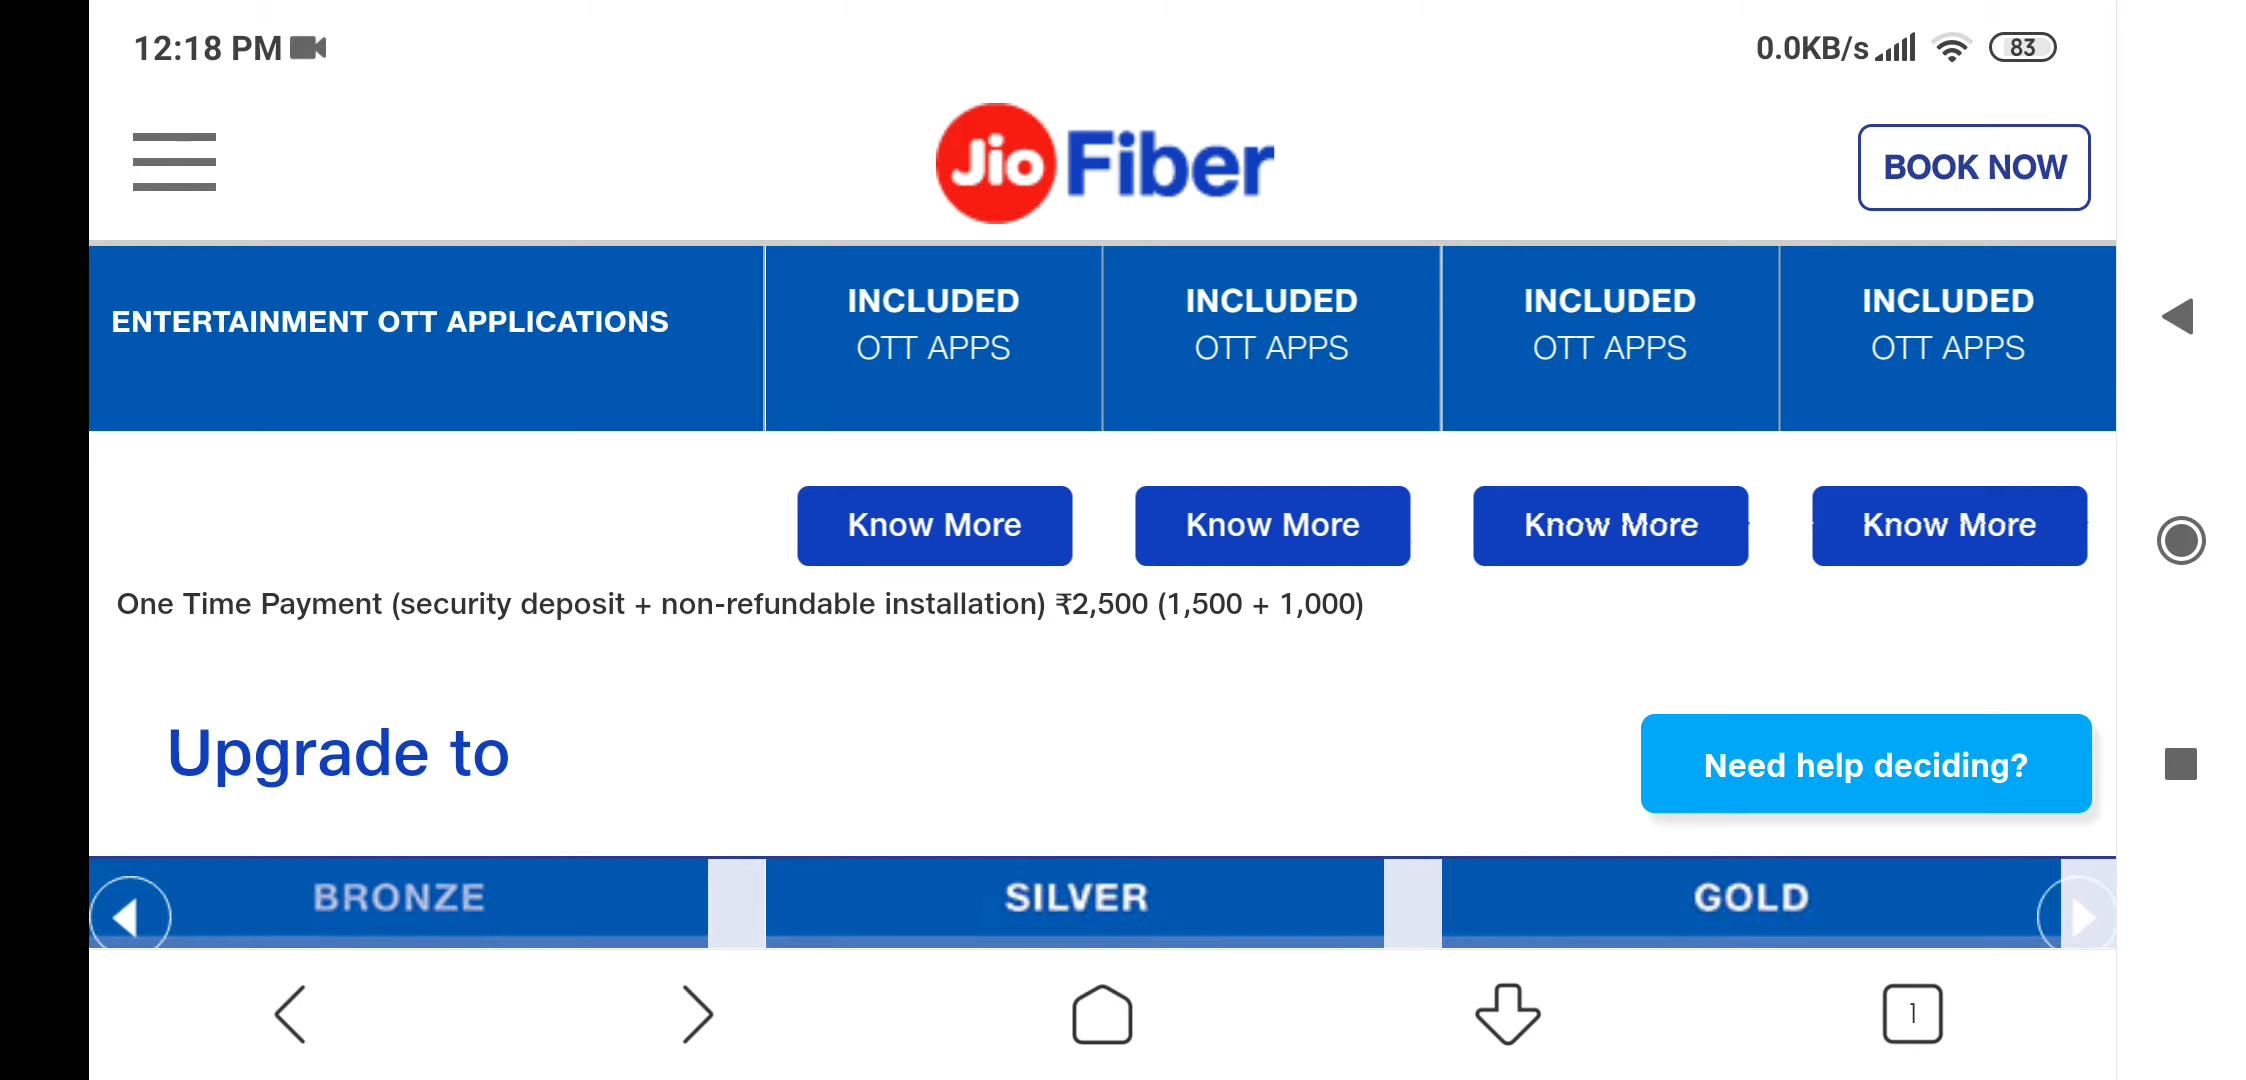 12:18 PM 0.0KB/s 83
Jio Fiber
BOOK NOW
ENTERTAINMENT OTT APPLICATIONS
INCLUDED INCLUDED INCLUDED INCLUDED
OTT APPS OTT APPS OTT APPS OTT APPS
Know More Know More Know More Know More
One Time Payment (security deposit + non-refundable installation) ₹2,500 (1,500 + 1,000)
Upgrade to
Need help deciding?
BRONZE SILVER GOLD
1